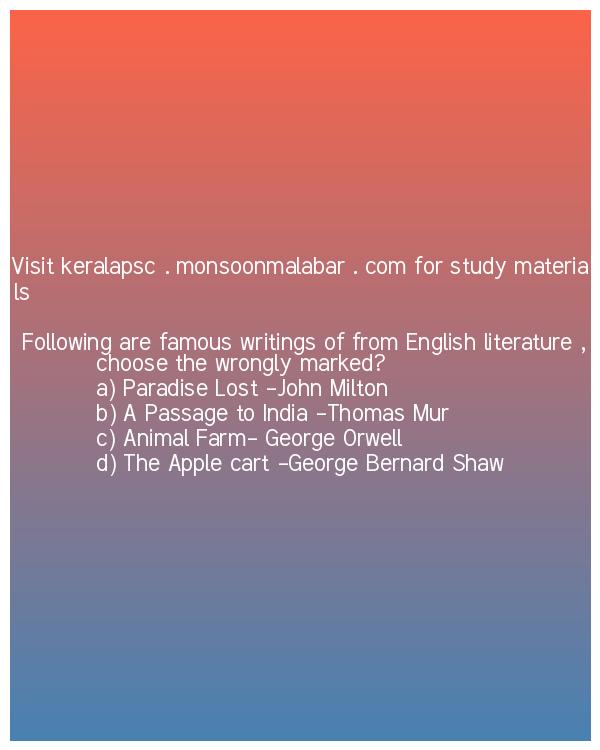 Visit keralapsc . monsoonmalabar . com for study materia
ls
Following are famous writings of from English literature ,
choose the wrongly marked?
a) Paradise Lost -John Milton
b) A Passage to India -Thomas Mur
c) Animal Farm- George Orwell
d) The Apple cart -George Bernard Shaw